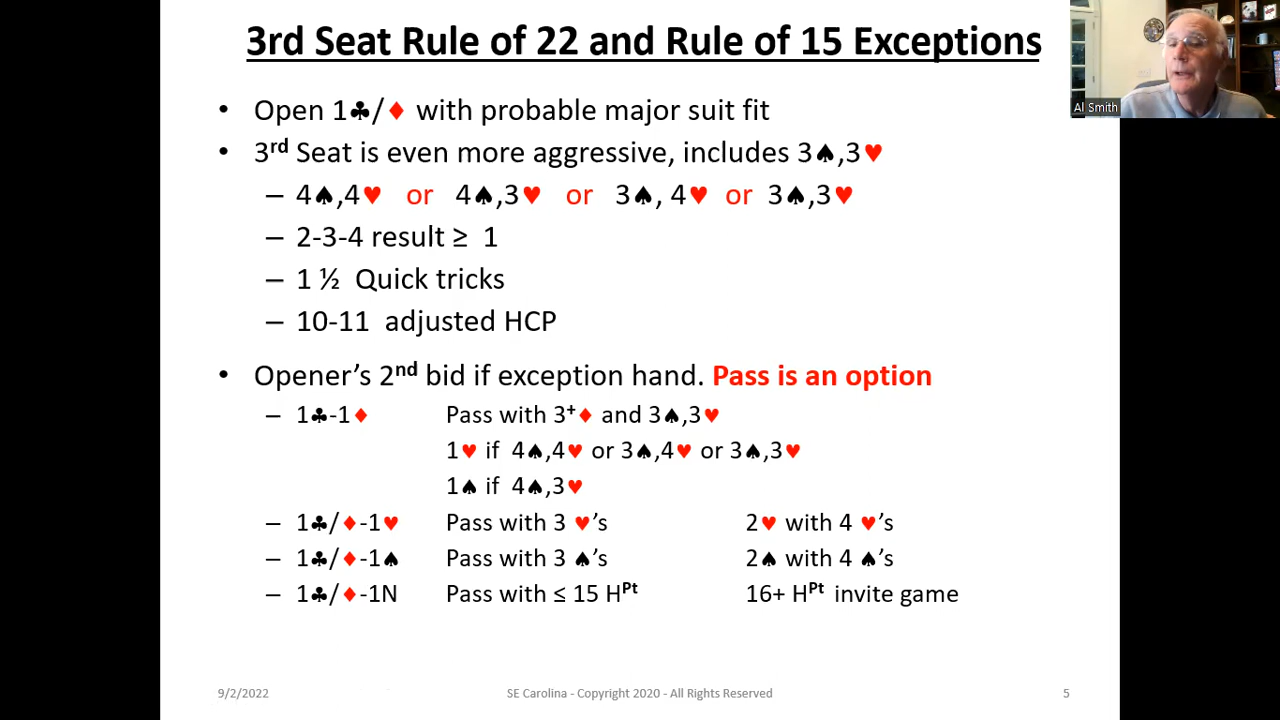 3rd Seat Rule of 22 and Rule of 15 Exceptions
Al Smith
• Open 1♣/♦ with probable major suit fit
• 3rd Seat is even more aggressive, includes 3♠,3♥
– 4♠,4♥ or 4♠,3♥ or 3♠, 4♥ or 3♠,3♥
– 2-3-4 result ≥ 1
– 1 ½ Quick tricks
– 10-11 adjusted HCP
• Opener’s 2nd bid if exception hand. Pass is an option
– 1♣-1♦ Pass with 3+♦ and 3♠,3♥
1♥ if 4♠,4♥ or 3♠,4♥ or 3♠,3♥
1♠ if 4♠,3♥
– 1♣/♦-1♥ Pass with 3 ♥’s 2♥ with 4 ♥’s
– 1♣/♦-1♠ Pass with 3 ♠’s 2♠ with 4 ♠’s
– 1♣/♦-1N Pass with ≤ 15 HPt 16+ HPt invite game
9/2/2022 SE Carolina - Copyright 2020 - All Rights Reserved 5